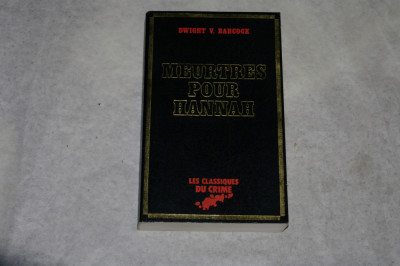 DWIGHT V. BABCOCK
MEURTRES
POUR
HANNAH
LES CLASSIQUES
DU CRIME